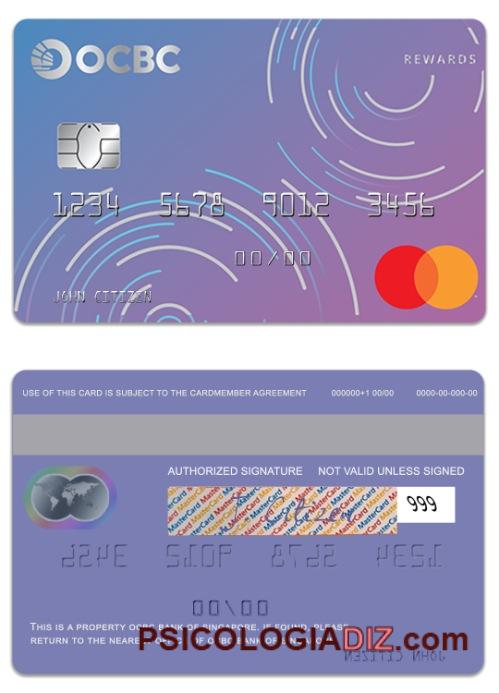 OCBC
REWARDS
1234 5678 9012 3456
00/00
JOHN CITIZEN
USE OF THIS CARD IS SUBJECT TO THE CARDMEMBER AGREEMENT 000000+1 00/00 0000-00-000-00
AUTHORIZED SIGNATURE NOT VALID UNLESS SIGNED
MasterCard MasterCard MasterCard
999
1234 5678 9012 3456
00/00
THIS IS A PROPERTY OCBC BANK OF SINGAPORE. IF FOUND, PLEASE
RETURN TO THE NEAREST OFFICE OF OCBC BANK OF SINGAPORE
PSICOLOGIADIZ.com
JOHN CITIZEN